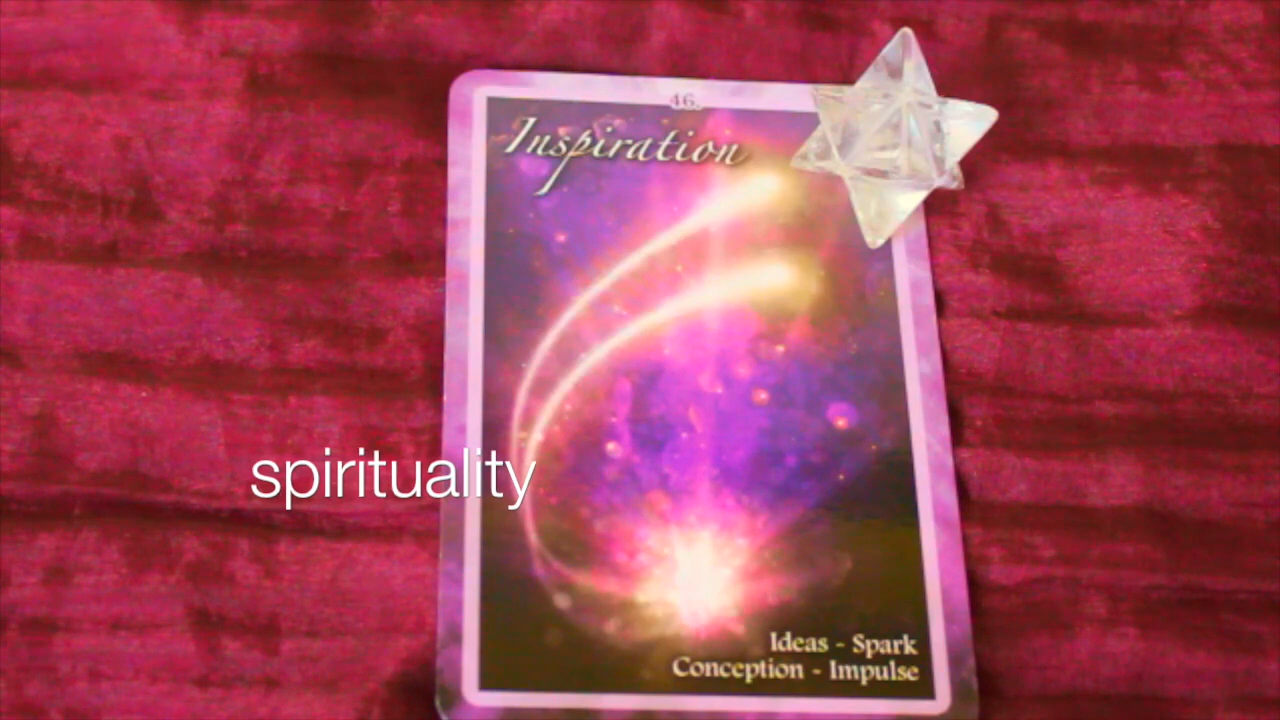 46.
Inspiration
spirituality
Ideas - Spark
Conception - Impulse